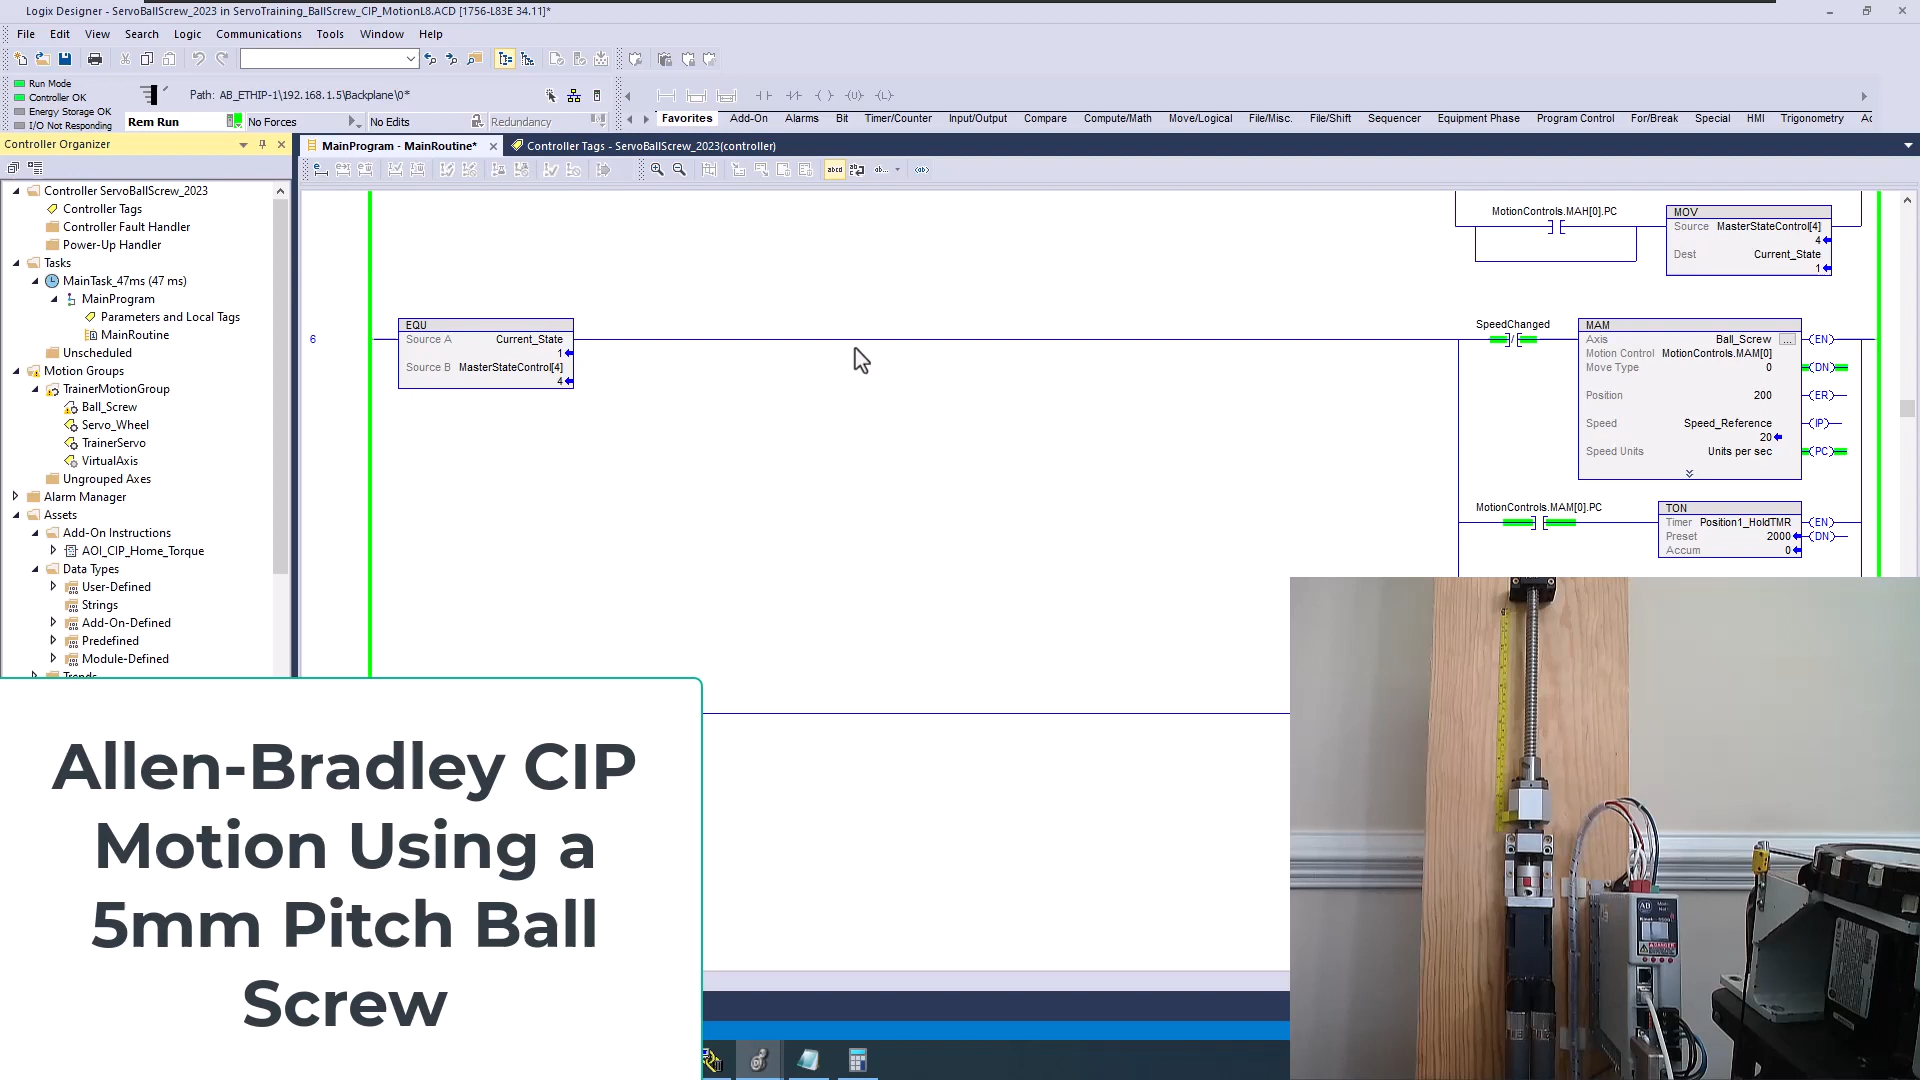 Logix Designer - ServoBallScrew_2023 in ServoTraining_BallScrew_CIP_MotionL8.ACD [1756-L83E 34.11]*
File Edit View Search Logic Communications Tools Window Help
Run Mode
Controller OK
Energy Storage OK
I/O Not Responding
Path: AB_ETHIP-1\192.168.1.5\Backplane\0*
Rem Run No Forces No Edits Redundancy
Favorites Add-On Alarms Bit Timer/Counter Input/Output Compare Compute/Math Move/Logical File/Misc. File/Shift Sequencer Equipment Phase Program Control For/Break Special HMI Trigonometry Ac
Controller Organizer
MainProgram - MainRoutine*
Controller Tags - ServoBallScrew_2023(controller)
Controller ServoBallScrew_2023
Controller Tags
Controller Fault Handler
Power-Up Handler
Tasks
MainTask_47ms (47 ms)
MainProgram
Parameters and Local Tags
MainRoutine
Unscheduled
Motion Groups
TrainerMotionGroup
Ball_Screw
Servo_Wheel
TrainerServo
VirtualAxis
Ungrouped Axes
Alarm Manager
Assets
Add-On Instructions
AOI_CIP_Home_Torque
Data Types
User-Defined
Strings
Add-On-Defined
Predefined
Module-Defined
Trends
MotionControls.MAH[0].PC
MOV
Source MasterStateControl[4]
4
Dest Current_State
1
6
EQU
Source A Current_State
1
Source B MasterStateControl[4]
4
SpeedChanged
MAM
Axis Ball_Screw ...
Motion Control MotionControls.MAM[0]
Move Type 0
Position 200
Speed Speed_Reference
20
Speed Units Units per sec
EN
DN
ER
IP
PC
MotionControls.MAM[0].PC
TON
Timer Position1_HoldTMR
Preset 2000
Accum 0
EN
DN
Allen-Bradley CIP
Motion Using a
5mm Pitch Ball
Screw